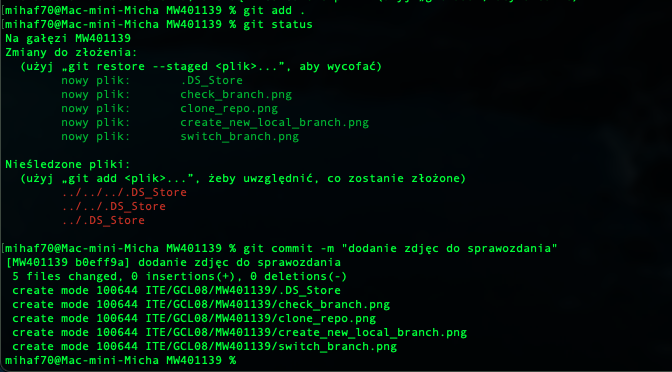 [mihaf70@Mac-mini-Micha MW401139 % git add .
[mihaf70@Mac-mini-Micha MW401139 % git status
Na gałęzi MW401139
Zmiany do złożenia:
  (użyj „git restore --staged <plik>...”, aby wycofać)
        nowy plik:       .DS_Store
        nowy plik:       check_branch.png
        nowy plik:       clone_repo.png
        nowy plik:       create_new_local_branch.png
        nowy plik:       switch_branch.png

Nieśledzone pliki:
  (użyj „git add <plik>...”, żeby uwzględnić, co zostanie złożone)
        ../../../.DS_Store
        ../../.DS_Store
        ../.DS_Store

[mihaf70@Mac-mini-Micha MW401139 % git commit -m "dodanie zdjęc do sprawozdania"
[MW401139 b0eff9a] dodanie zdjęc do sprawozdania
 5 files changed, 0 insertions(+), 0 deletions(-)
 create mode 100644 ITE/GCL08/MW401139/.DS_Store
 create mode 100644 ITE/GCL08/MW401139/check_branch.png
 create mode 100644 ITE/GCL08/MW401139/clone_repo.png
 create mode 100644 ITE/GCL08/MW401139/create_new_local_branch.png
 create mode 100644 ITE/GCL08/MW401139/switch_branch.png
mihaf70@Mac-mini-Micha MW401139 %